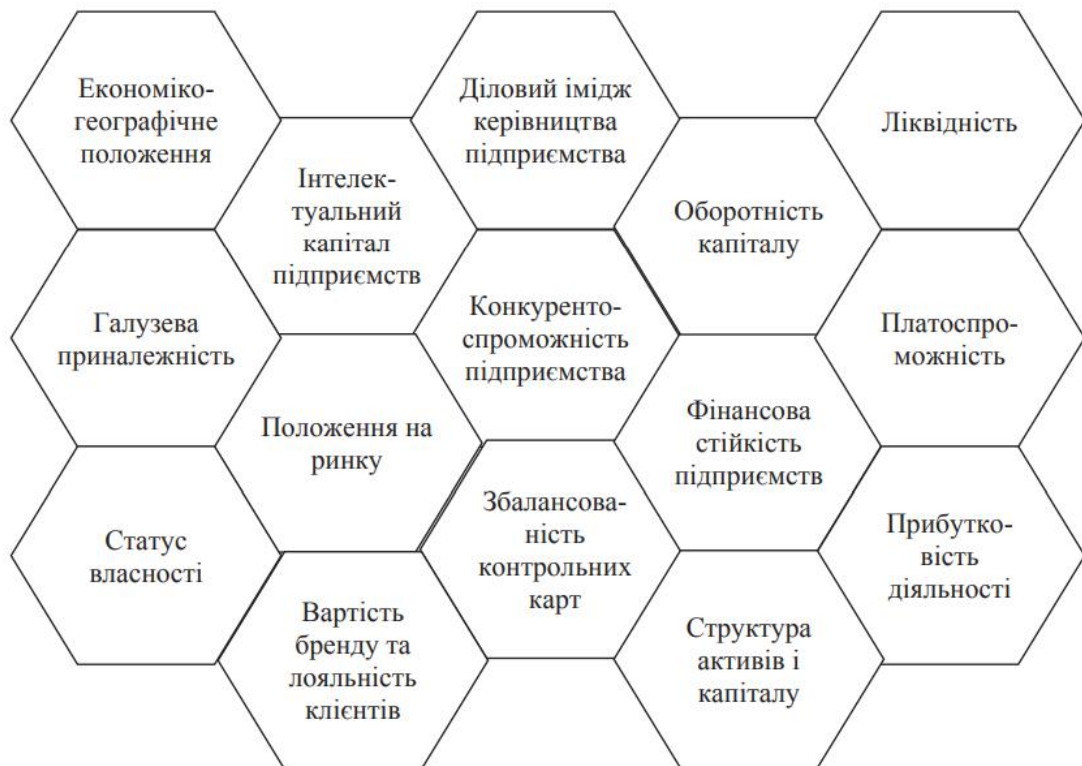 Економіко-
географічне
положення
Діловий імідж
керівництва
підприємства
Ліквідність
Інтелек-
туальний
капітал
підприємств
Оборотність
капіталу
Галузева
приналежність
Конкуренто-
спроможність
підприємства
Платоспро-
можність
Положення на
ринку
Фінансова
стійкість
підприємств
Статус
власності
Збалансова-
ність
контрольних
карт
Прибутко-
вість
діяльності
Вартість
бренду та
лояльність
клієнтів
Структура
активів і
капіталу